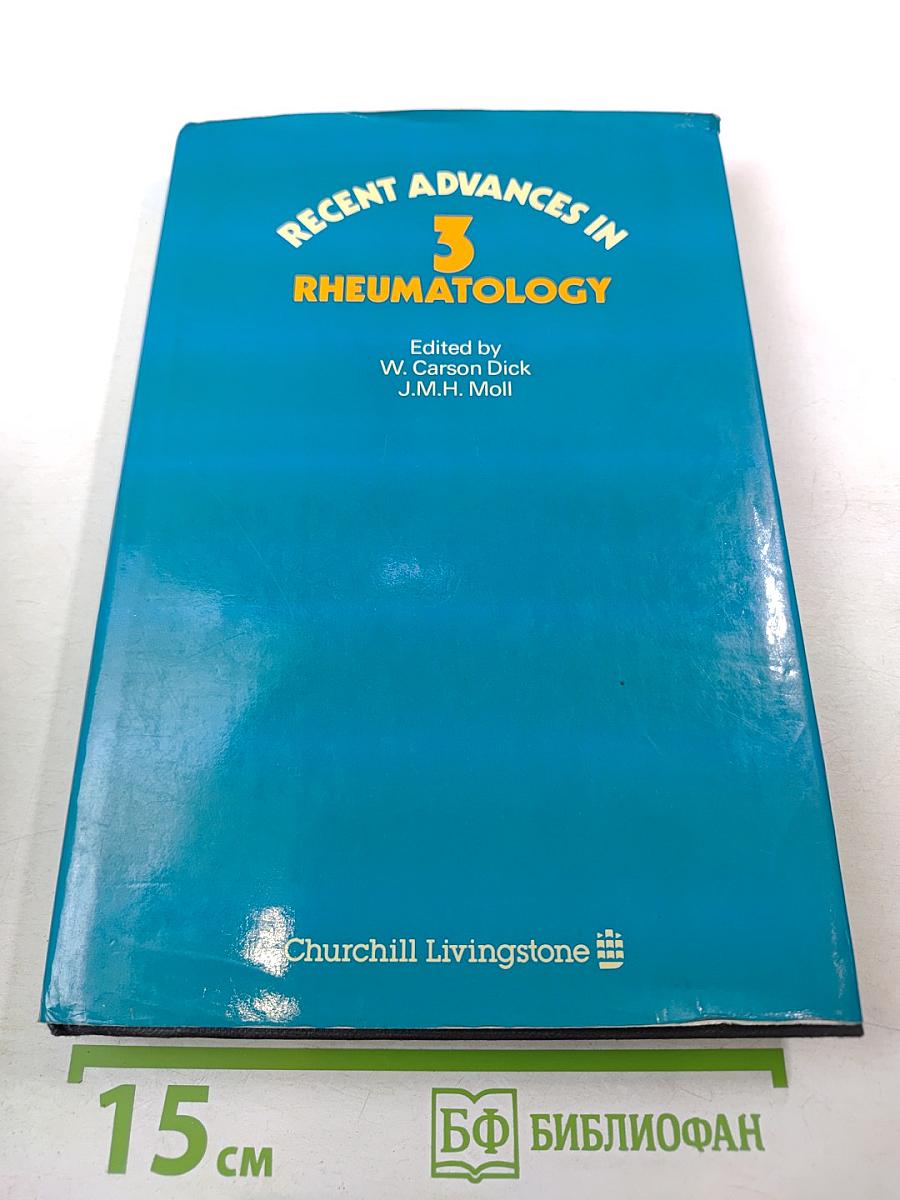 RECENT ADVANCES IN
3
RHEUMATOLOGY
Edited by
W. Carson Dick
J.M.H. Moll
Churchill Livingstone
15 см
БФ БИБЛИОФАН